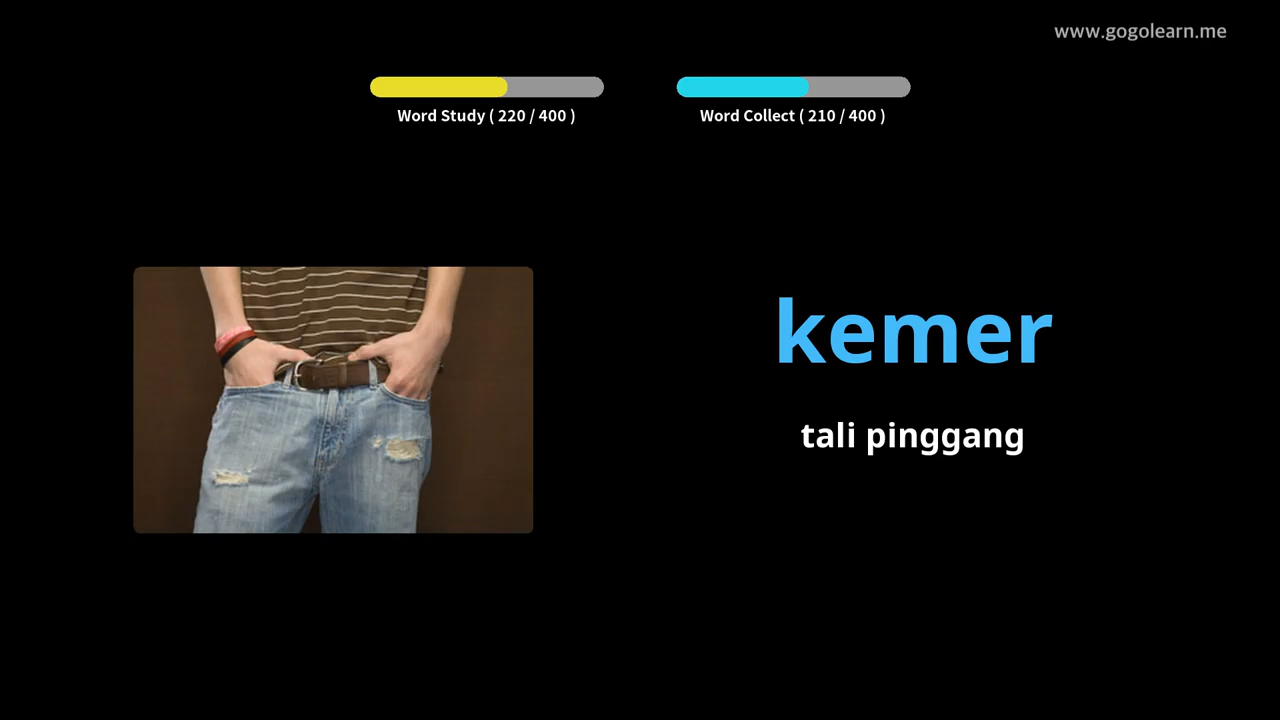 www.gogolearn.me
Word Study ( 220 / 400 )
Word Collect ( 210 / 400 )
kemer
tali pinggang